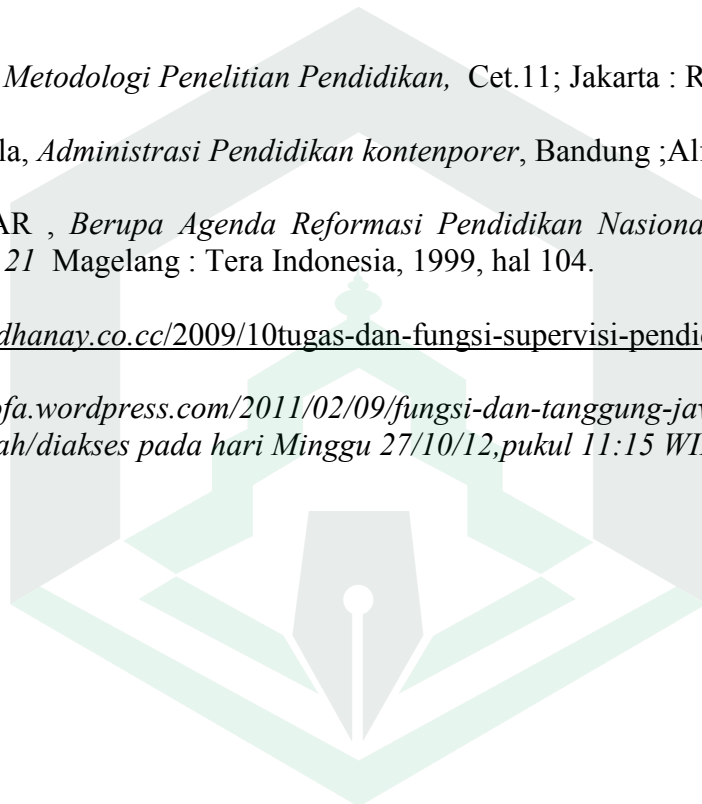 Metodologi Penelitian Pendidikan, Cet.11; Jakarta : R
la, Administrasi Pendidikan kontenporer, Bandung ;Al
AR , Berupa Agenda Reformasi Pendidikan Nasiona
21 Magelang : Tera Indonesia, 1999, hal 104.
dhanay.co.cc/2009/10tugas-dan-fungsi-supervisi-pendi
ofa.wordpress.com/2011/02/09/fungsi-dan-tanggung-ja
ah/diakses pada hari Minggu 27/10/12,pukul 11:15 WI